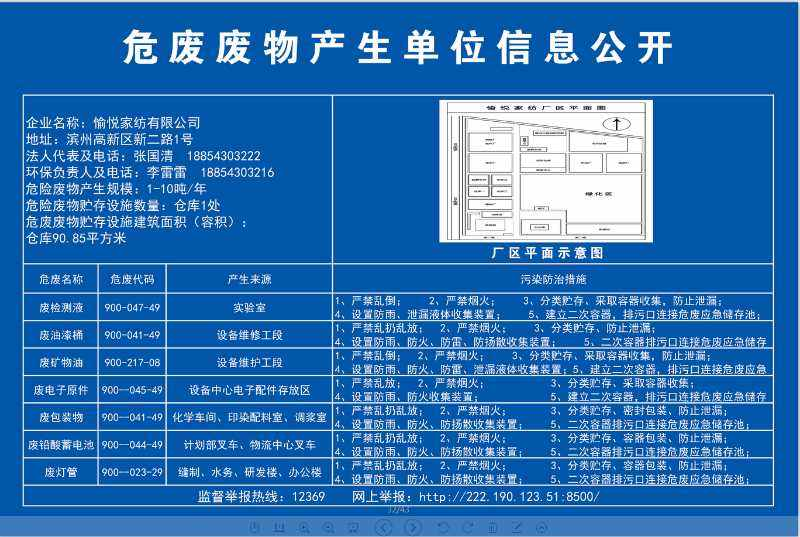 危废废物产生单位信息公开
企业名称：愉悦家纺有限公司
地址：滨州高新区新二路1号
法人代表及电话：张国清 18854303222
环保负责人及电话：李雷雷 18854303216
危险废物产生规模：1-10吨/年
危险废物贮存设施数量：仓库1处
危废废物贮存设施建筑面积（容积）：
仓库90.85平方米
愉悦家纺厂区平面图
绿化区
厂区平面示意图
危废名称 危废代码 产生来源 污染防治措施
废检测液 900-047-49 实验室
1、严禁乱倒； 2、严禁烟火； 3、分类贮存、采取容器收集，防止泄漏；
4、设置防雨、泄漏液体收集装置； 5、建立二次容器，排污口连接危废应急储存池；
废油漆桶 900-041-49 设备维修工段
1、严禁乱扔乱放； 2、严禁烟火； 3、分类贮存、防止泄漏；
4、设置防雨、防火、防雷、防扬散收集装置； 5、二次容器排污口连接危废应急储存
废矿物油 900-217-08 设备维护工段
1、严禁乱倒； 2、严禁烟火； 3、分类贮存、采取容器收集，防止泄漏；
4、设置防雨、防火、防雷、泄漏液体收集装置； 5、建立二次容器，排污口连接危废应急
废电子原件 900—045-49 设备中心电子配件存放区
1、严禁乱放； 2、严禁烟火； 3、分类贮存、采取容器收集；
4、设置防雨、防火收集装置； 5、建立二次容器，排污口连接危废应急储存
废包装物 900—041-49 化学车间、印染配料室、调浆室
1、严禁乱扔乱放； 2、严禁烟火； 3、分类贮存、密封包装、防止泄漏；
4、设置防雨、防火、防扬散收集装置； 5、二次容器排污口连接危废应急储存池；
废铅酸蓄电池 900—044-49 计划部叉车、物流中心叉车
1、严禁乱扔乱放； 2、严禁烟火； 3、分类贮存、容器包装、防止泄漏；
4、设置防雨、防火、防扬散收集装置； 5、二次容器排污口连接危废应急储存池；
废灯管 900—023-29 缝制、水务、研发楼、办公楼
1、严禁乱扔乱放； 2、严禁烟火； 3、分类贮存、容器包装、防止泄漏；
4、设置防雨、防火、防扬散收集装置； 5、二次容器排污口连接危废应急储存池；
监督举报热线：12369 网上举报：http://222.190.123.51:8500/
32/43